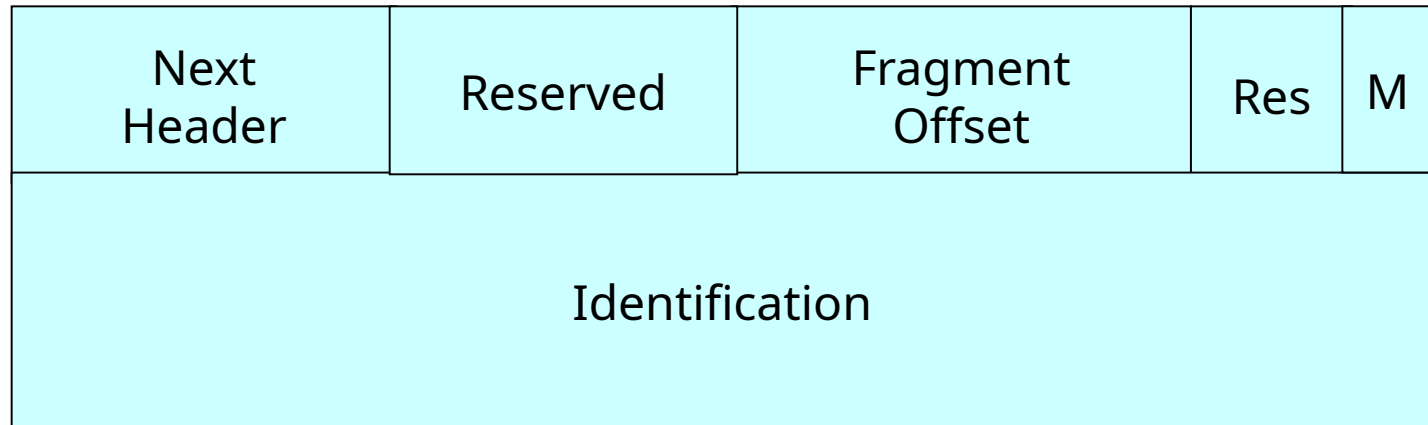 Next
Header
Reserved
Fragment
Offset
Res
M
Identification